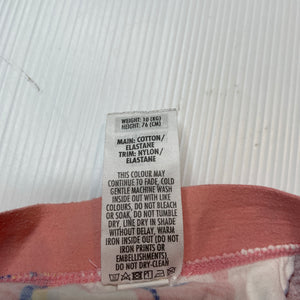 WEIGHT: 10 (KG)
HEIGHT: 76 (CM)
MAIN: COTTON/
ELASTANE
TRIM: NYLON/
ELASTANE
THIS COLOUR MAY
CONTINUE TO FADE, COLD
GENTLE MACHINE WASH
INSIDE OUT WITH LIKE
COLOURS, DO NOT BLEACH
OR SOAK, DO NOT TUMBLE
DRY, LINE DRY IN SHADE
WITHOUT DELAY, WARM
IRON INSIDE OUT (DO NOT
IRON PRINTS OR
EMBELLISHMENTS)
DO NOT DRY-CLEAN